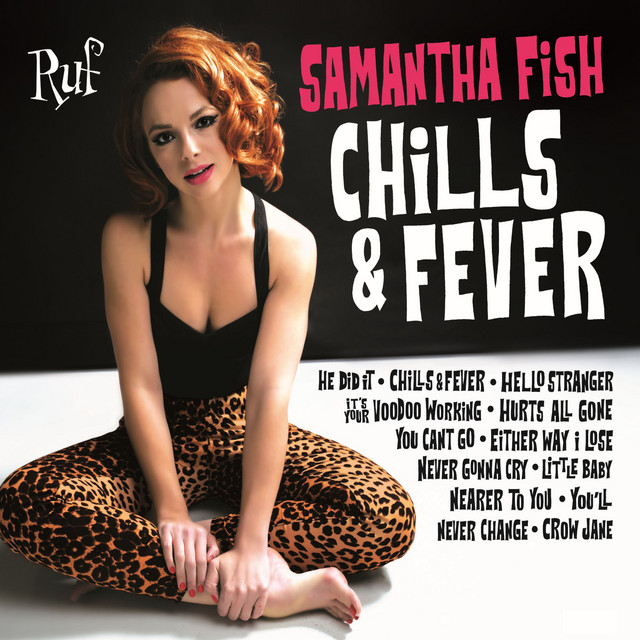 Ruf
SAMANTHA FiSH
CHiLLS
& FEVER
HE DiD iT • CHiLLS & FEVER • HELLO STRANGER
iT'S YOUR VOODOO WORKiNG • HURTS ALL GONE
YOU CANT GO • EiTHER WAY i LOSE
NEVER GONNA CRY • LiTTLE BABY
NEARER TO YOU • YOU'LL
NEVER CHANGE • CROW JANE